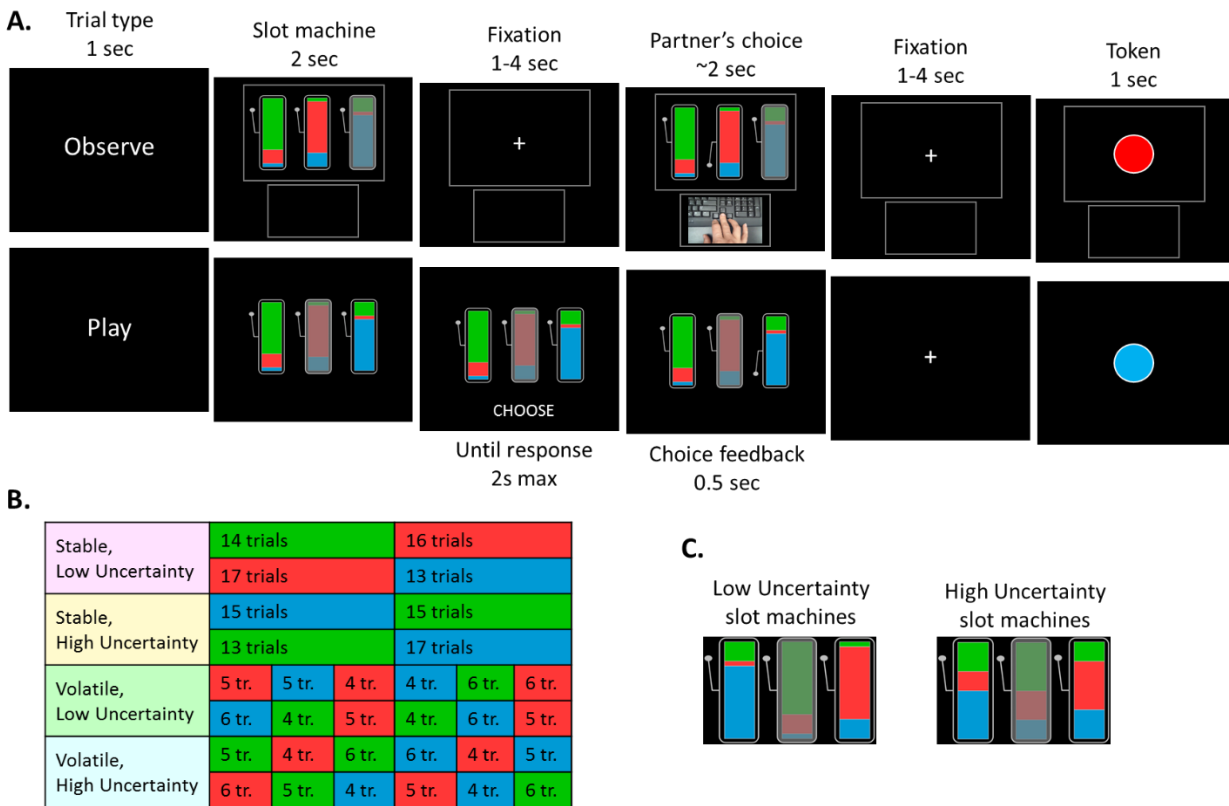 A.
Trial type
1 sec
Slot machine
2 sec
Fixation
1-4 sec
Partner's choice
~2 sec
Fixation
1-4 sec
Token
1 sec
Observe
+
+
Play
CHOOSE
+
Until response
2s max
Choice feedback
0.5 sec
B.
Stable,
Low Uncertainty
14 trials
16 trials
17 trials
13 trials
Stable,
High Uncertainty
15 trials
15 trials
13 trials
17 trials
Volatile,
Low Uncertainty
5 tr.
5 tr.
4 tr.
4 tr.
6 tr.
6 tr.
6 tr.
4 tr.
5 tr.
4 tr.
6 tr.
5 tr.
Volatile,
High Uncertainty
5 tr.
4 tr.
6 tr.
6 tr.
4 tr.
5 tr.
6 tr.
5 tr.
4 tr.
5 tr.
4 tr.
6 tr.
C.
Low Uncertainty
slot machines
High Uncertainty
slot machines